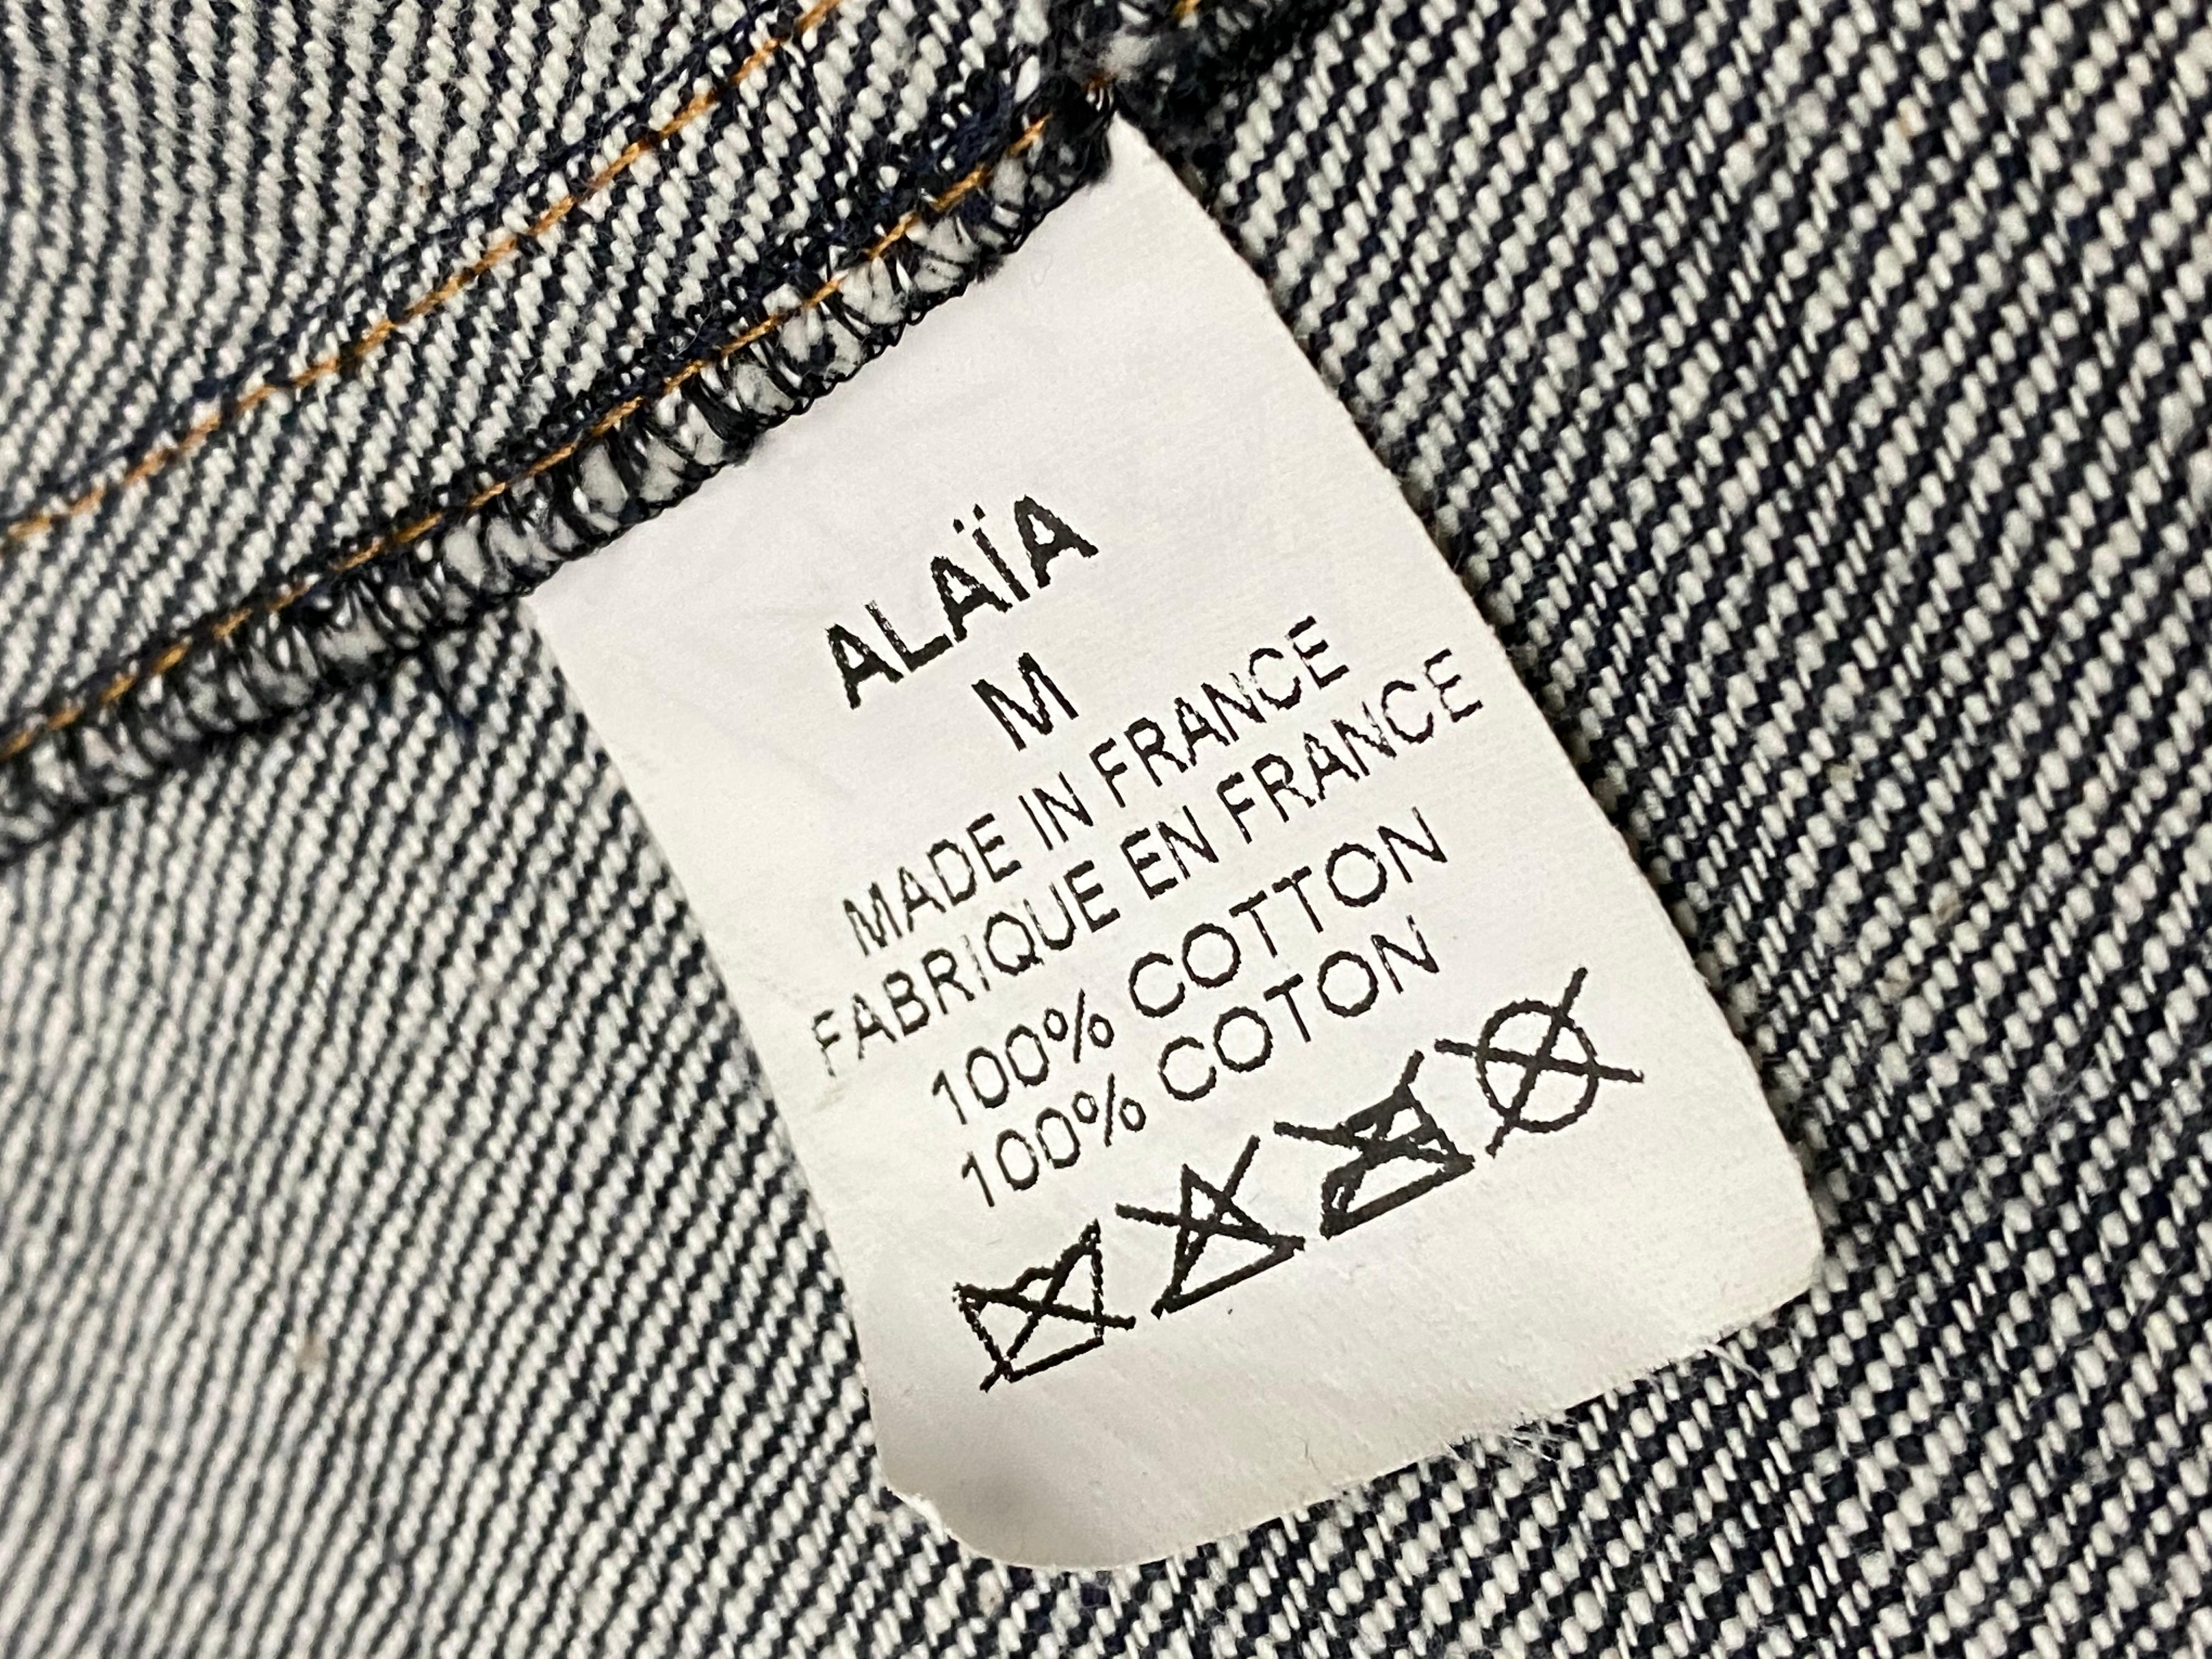 ALAÏA
M
MADE IN FRANCE
FABRIQUE EN FRANCE
100% COTTON
100% COTON